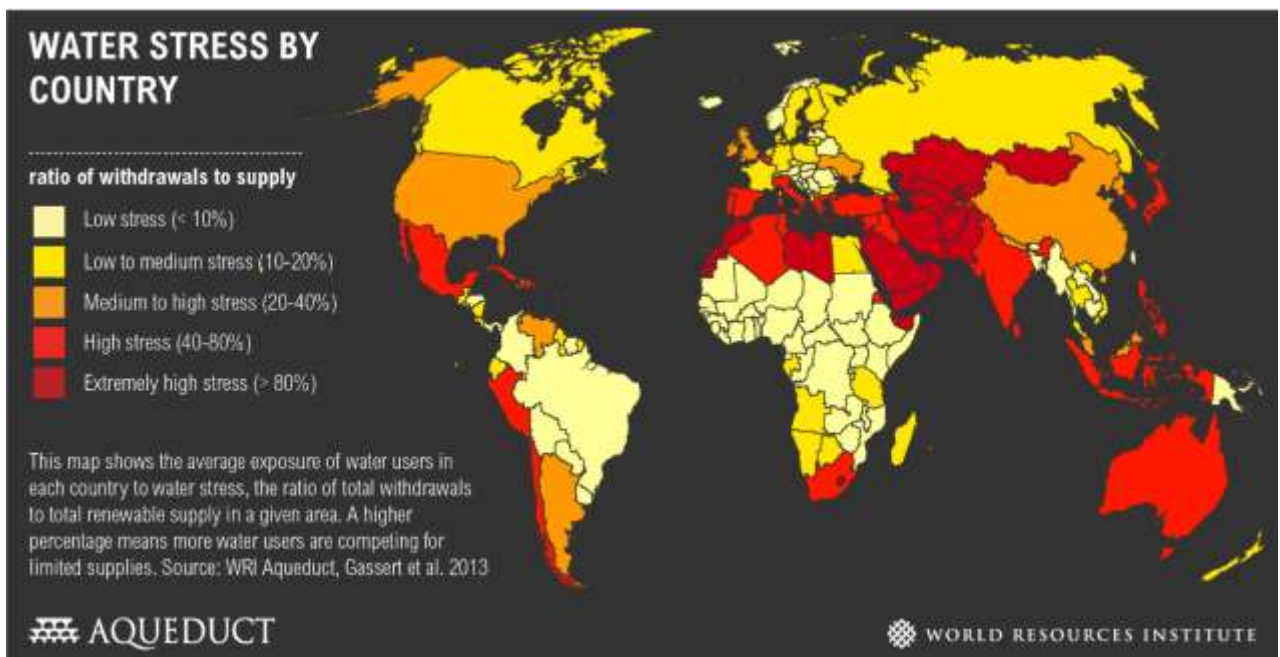 WATER STRESS BY
COUNTRY
ratio of withdrawals to supply
Low stress (< 10%)
Low to medium stress (10-20%)
Medium to high stress (20-40%)
High stress (40-80%)
Extremely high stress (> 80%)
This map shows the average exposure of water users in
each country to water stress, the ratio of total withdrawals
to total renewable supply in a given area. A higher
percentage means more water users are competing for
limited supplies. Source: WRI Aqueduct, Gassert et al. 2013
AQUEDUCT
WORLD RESOURCES INSTITUTE